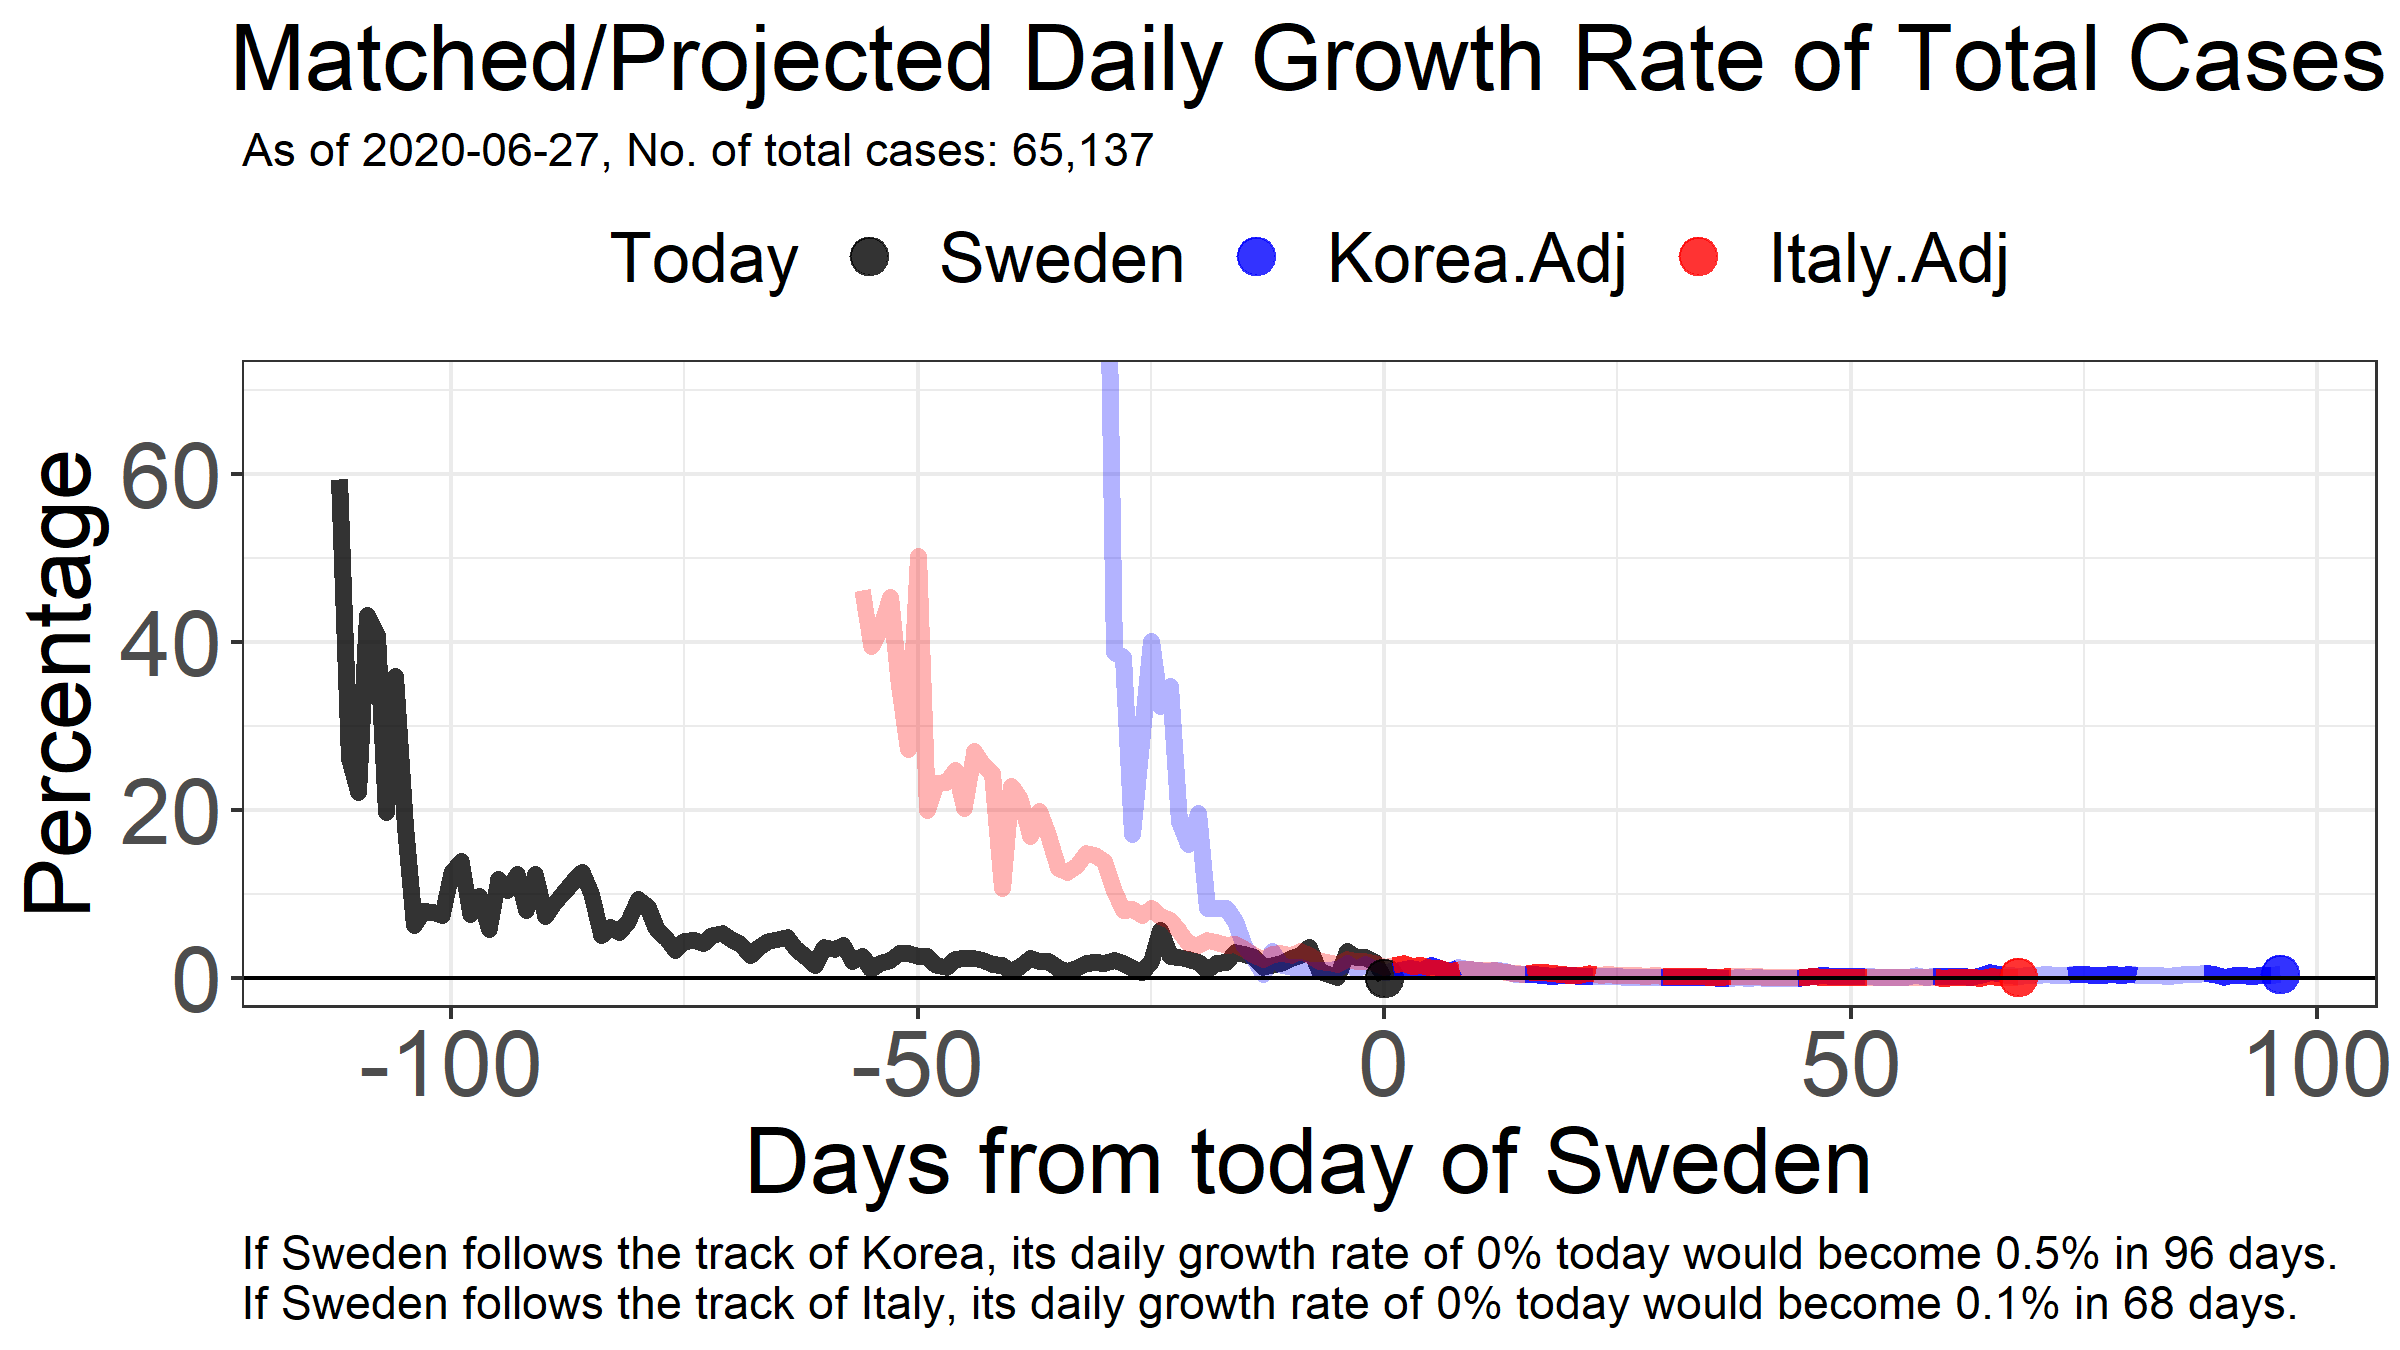 Matched/Projected Daily Growth Rate of Total Cases
As of 2020-06-27, No. of total cases: 65,137
Today Sweden Korea.Adj Italy.Adj
Percentage
60
40
20
0
-100 -50 0 50 100
Days from today of Sweden
If Sweden follows the track of Korea, its daily growth rate of 0% today would become 0.5% in 96 days.
If Sweden follows the track of Italy, its daily growth rate of 0% today would become 0.1% in 68 days.